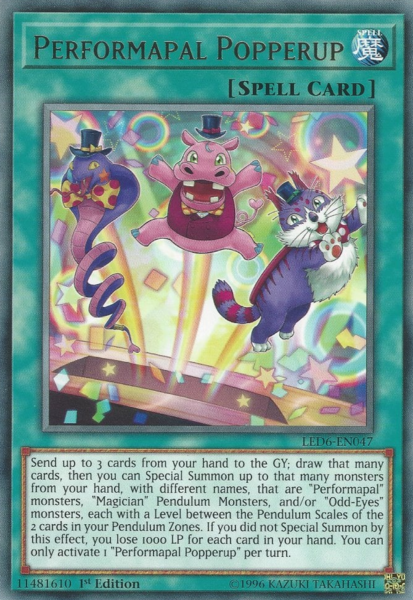 PERFORMAPAL POPPERUP
SPELL
魔
[SPELL CARD]
LED6-EN047
Send up to 3 cards from your hand to the GY; draw that many
cards, then you can Special Summon up to that many monsters
from your hand, with different names, that are "Performapal"
monsters, "Magician" Pendulum Monsters, and/or "Odd-Eyes"
monsters, each with a Level between the Pendulum Scales of the
2 cards in your Pendulum Zones. If you did not Special Summon by
this effect, you lose 1000 LP for each card in your hand. You can
only activate 1 "Performapal Popperup" per turn.
11481610 1st Edition ©1996 KAZUKI TAKAHASHI